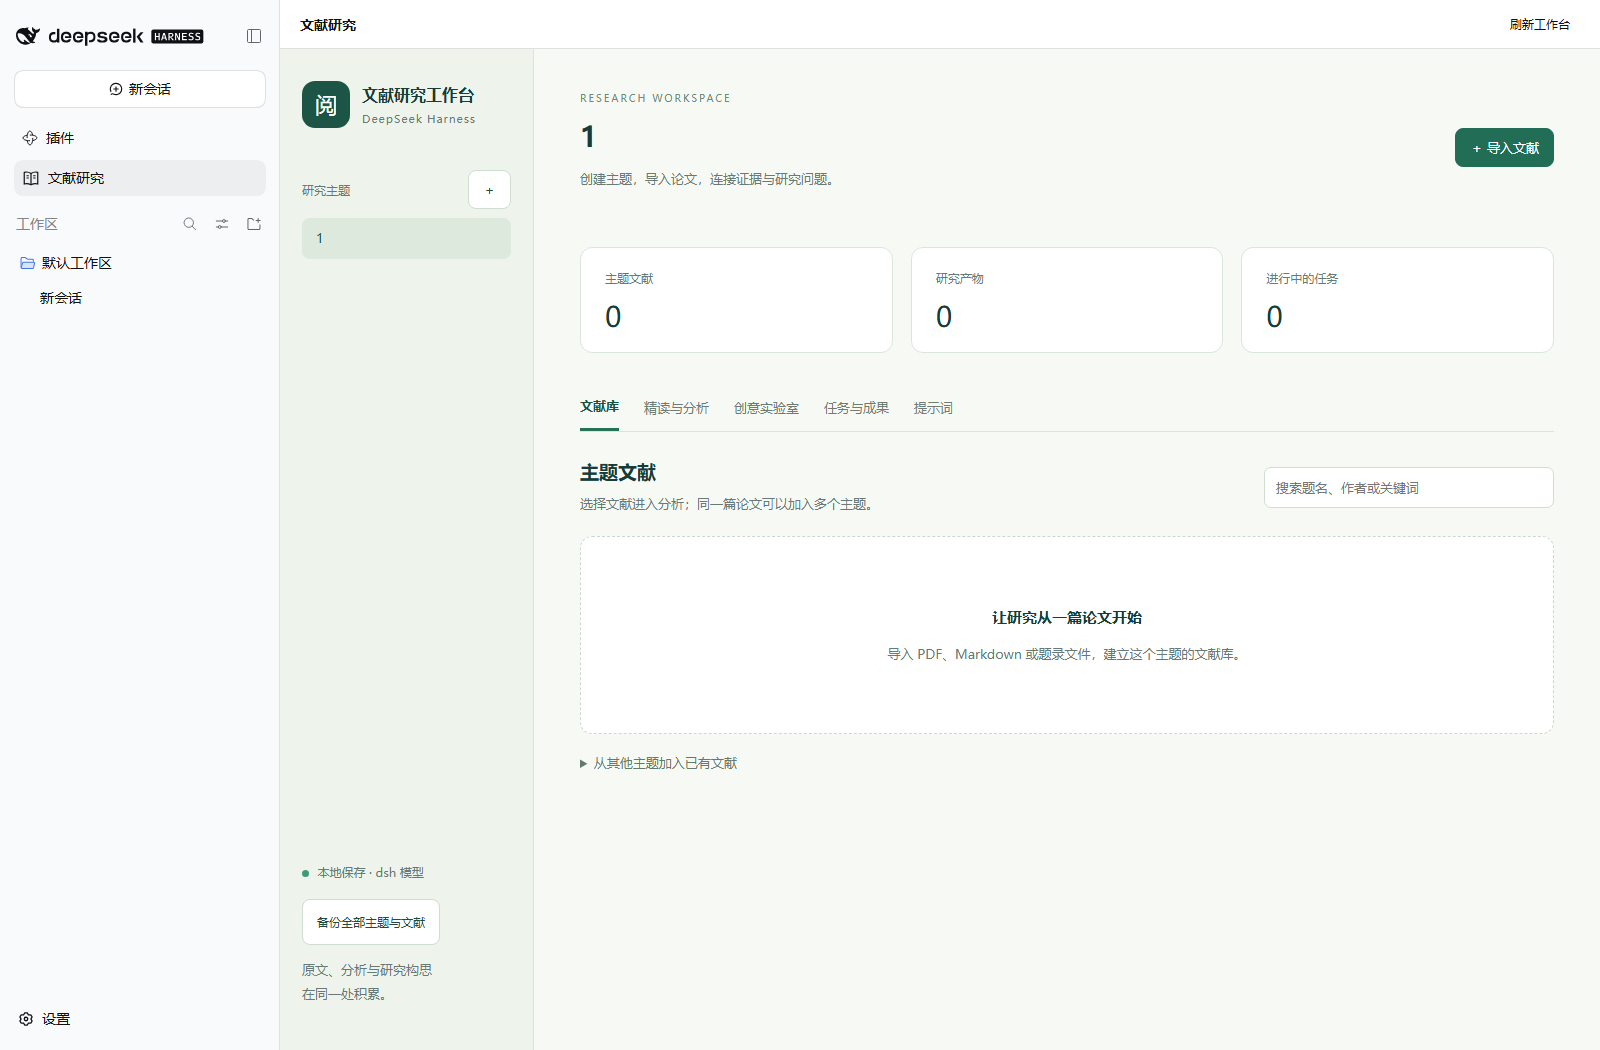 deepseek HARNESS
新会话
插件
文献研究
工作区
默认工作区
新会话
设置
文献研究
刷新工作台
阅
文献研究工作台
DeepSeek Harness
研究主题
+
1
本地保存 · dsh 模型
备份全部主题与文献
原文、分析与研究构思
在同一处积累。
RESEARCH WORKSPACE
1
创建主题，导入论文，连接证据与研究问题。
+ 导入文献
主题文献
0
研究产物
0
进行中的任务
0
文献库
精读与分析
创意实验室
任务与成果
提示词
主题文献
选择文献进入分析；同一篇论文可以加入多个主题。
搜索题名、作者或关键词
让研究从一篇论文开始
导入 PDF、Markdown 或题录文件，建立这个主题的文献库。
从其他主题加入已有文献